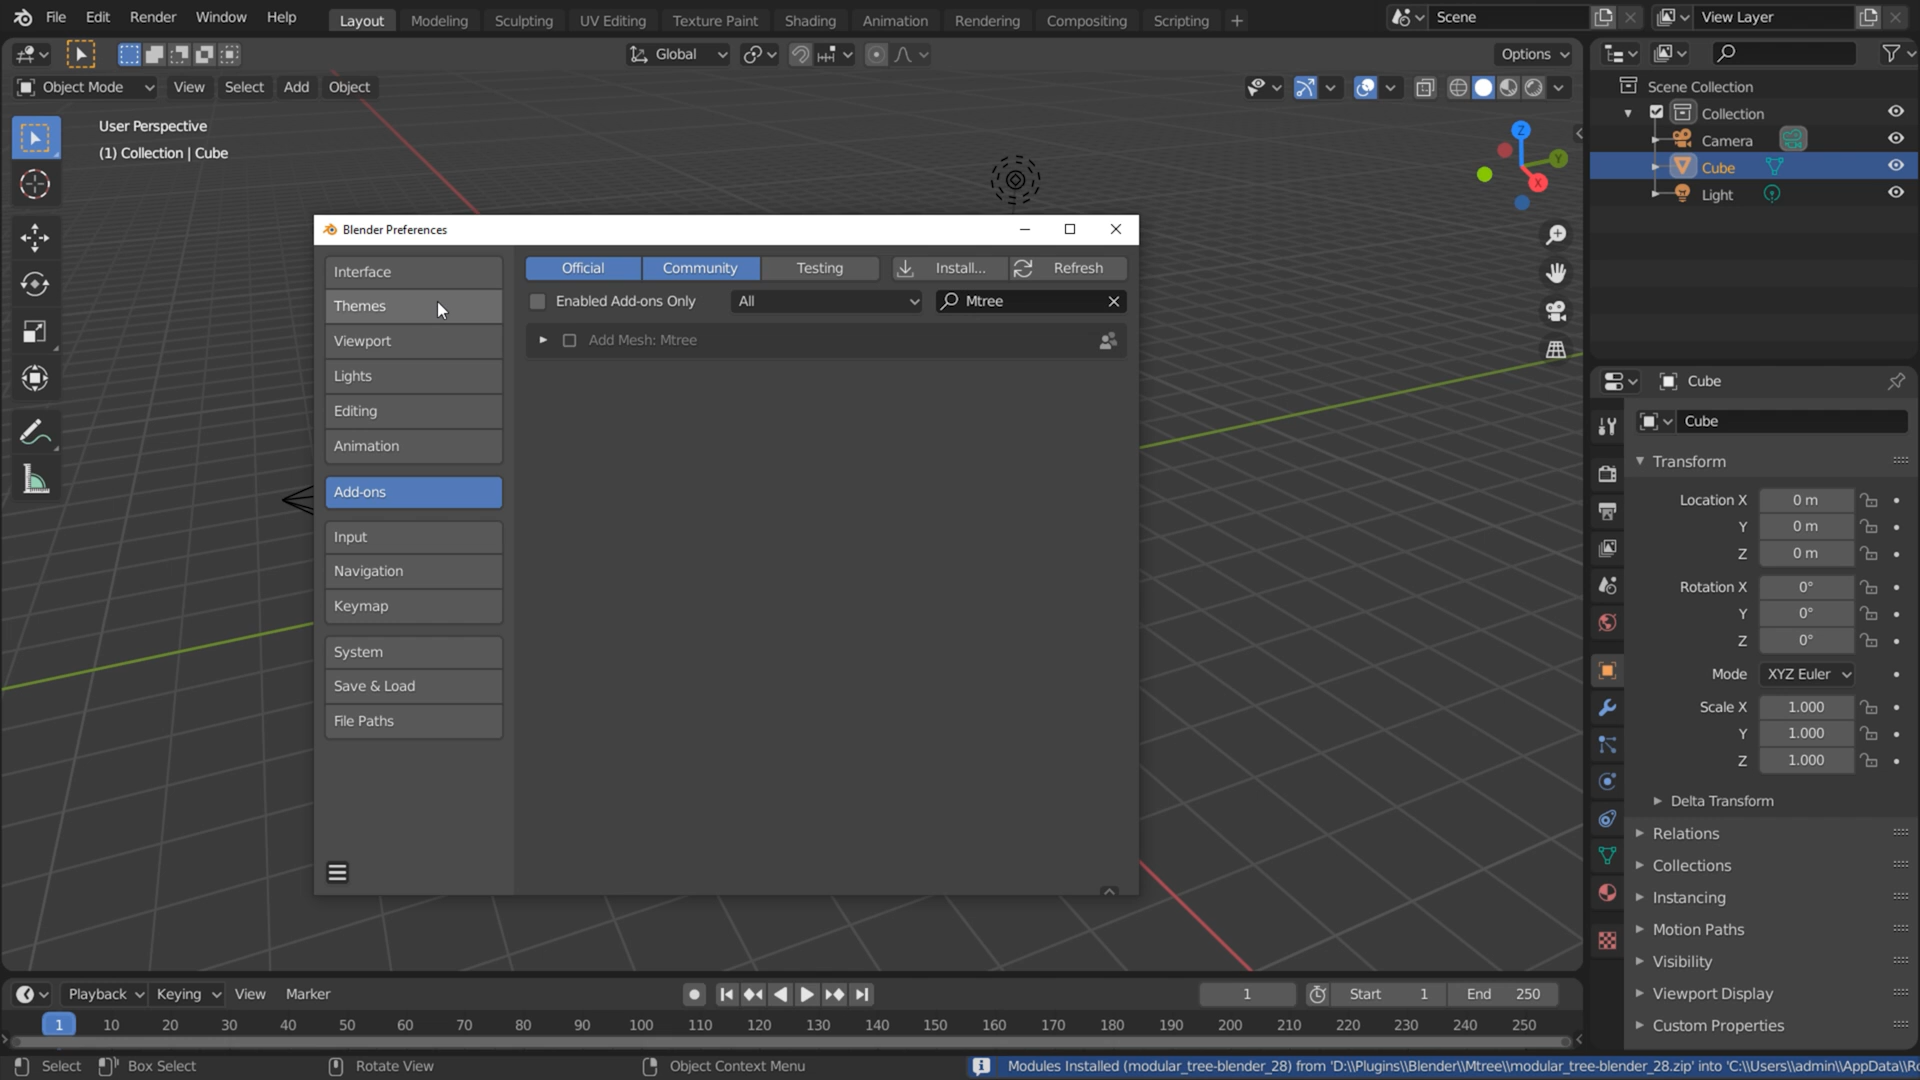 File Edit Render Window Help Layout Modeling Sculpting UV Editing Texture Paint Shading Animation Rendering Compositing Scripting + Scene View Layer
Global Options
Object Mode View Select Add Object
User Perspective
(1) Collection | Cube
Z
Y
X
Scene Collection
Collection
Camera
Cube
Light
Blender Preferences
Interface
Themes
Viewport
Lights
Editing
Animation
Add-ons
Input
Navigation
Keymap
System
Save & Load
File Paths
Official Community Testing Install... Refresh
Enabled Add-ons Only All Mtree
Add Mesh: Mtree
Cube
Cube
Transform
Location X 0 m
Y 0 m
Z 0 m
Rotation X 0°
Y 0°
Z 0°
Mode XYZ Euler
Scale X 1.000
Y 1.000
Z 1.000
Delta Transform
Relations
Collections
Instancing
Motion Paths
Visibility
Viewport Display
Custom Properties
Playback Keying View Marker 1 Start 1 End 250
1 10 20 30 40 50 60 70 80 90 100 110 120 130 140 150 160 170 180 190 200 210 220 230 240 250
Select Box Select Rotate View Object Context Menu Modules Installed (modular_tree-blender_28) from 'D:\\Plugins\\Blender\\Mtree\\modular_tree-blender_28.zip' into 'C:\\Users\\admin\\AppData\\Ro